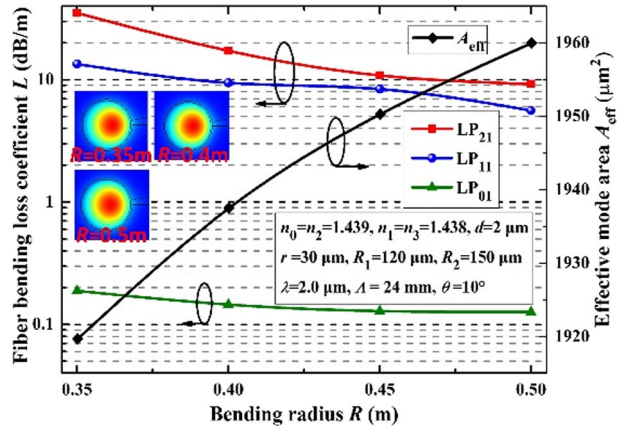 Fiber bending loss coefficient L (dB/m)
10
1
0.1
A_eff
LP₂₁
LP₁₁
LP₀₁
R=0.35m
R=0.4m
R=0.5m
n₀=n₂=1.439, n₁=n₃=1.438, d=2 μm
r =30 μm, R₁=120 μm, R₂=150 μm
λ=2.0 μm, Λ = 24 mm, θ=10°
1960
1950
1940
1930
1920
Effective mode area A_eff (μm²)
0.35
0.40
0.45
0.50
Bending radius R (m)